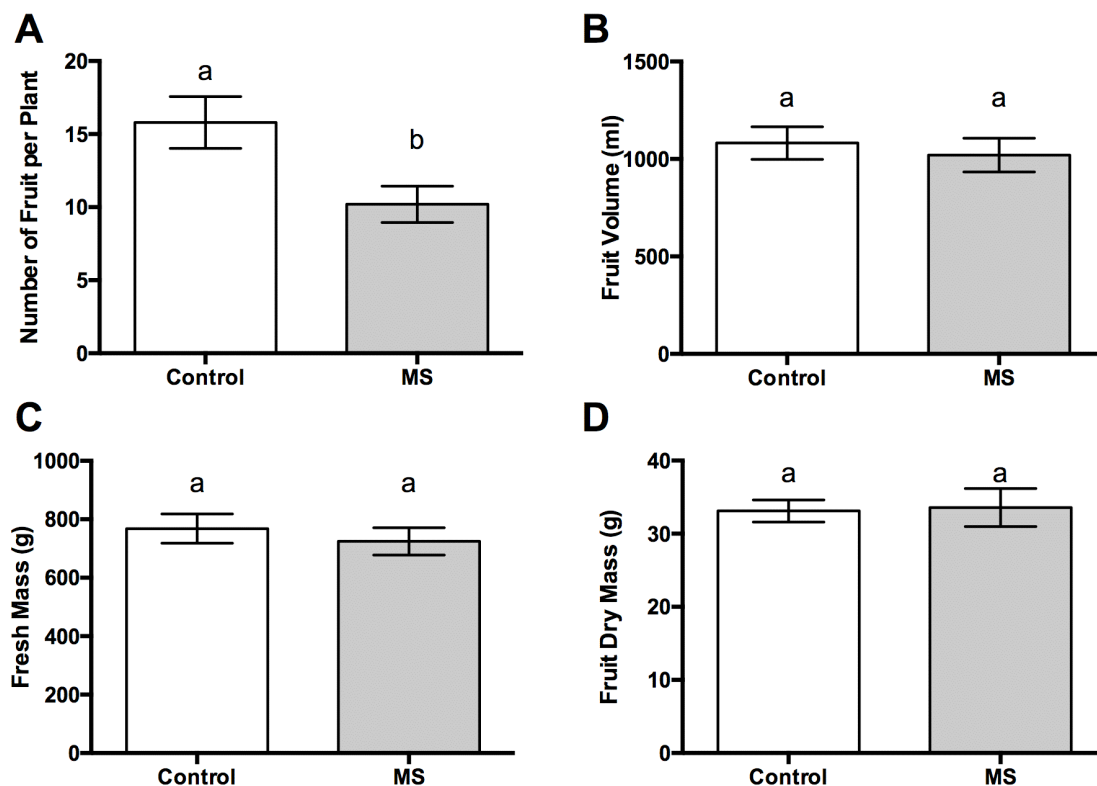 A
Number of Fruit per Plant
20
15
10
5
0
a
b
Control
MS
B
Fruit Volume (ml)
1500
1000
500
0
a
a
Control
MS
C
Fresh Mass (g)
1000
800
600
400
200
0
a
a
Control
MS
D
Fruit Dry Mass (g)
40
30
20
10
0
a
a
Control
MS